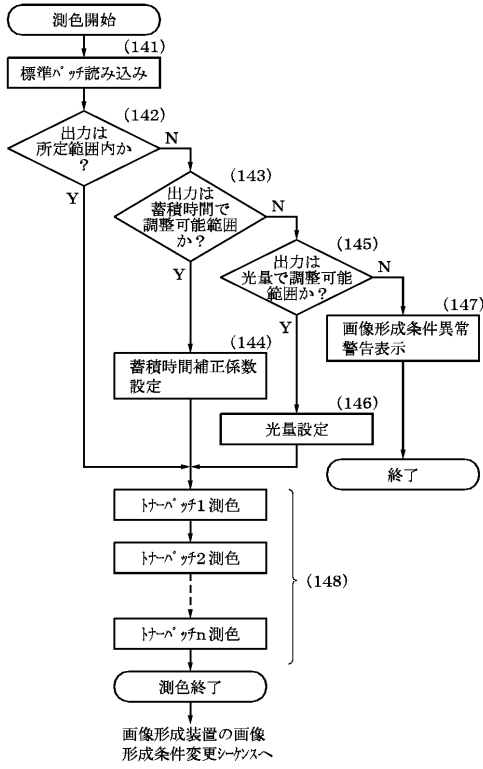 測色開始
(141)
標準ﾊﾟｯﾁ読み込み
(142)
出力は
所定範囲内か
?
N
Y
(143)
出力は
蓄積時間で
調整可能範囲
か?
N
Y
(145)
出力は
光量で調整可能
範囲か?
N
Y
(147)
画像形成条件異常
警告表示
(144)
蓄積時間補正係数
設定
(146)
光量設定
終了
ﾄﾅｰﾊﾟｯﾁ1測色
ﾄﾅｰﾊﾟｯﾁ2測色
(148)
ﾄﾅｰﾊﾟｯﾁn測色
測色終了
画像形成装置の画像
形成条件変更ｼｰｹﾝｽへ